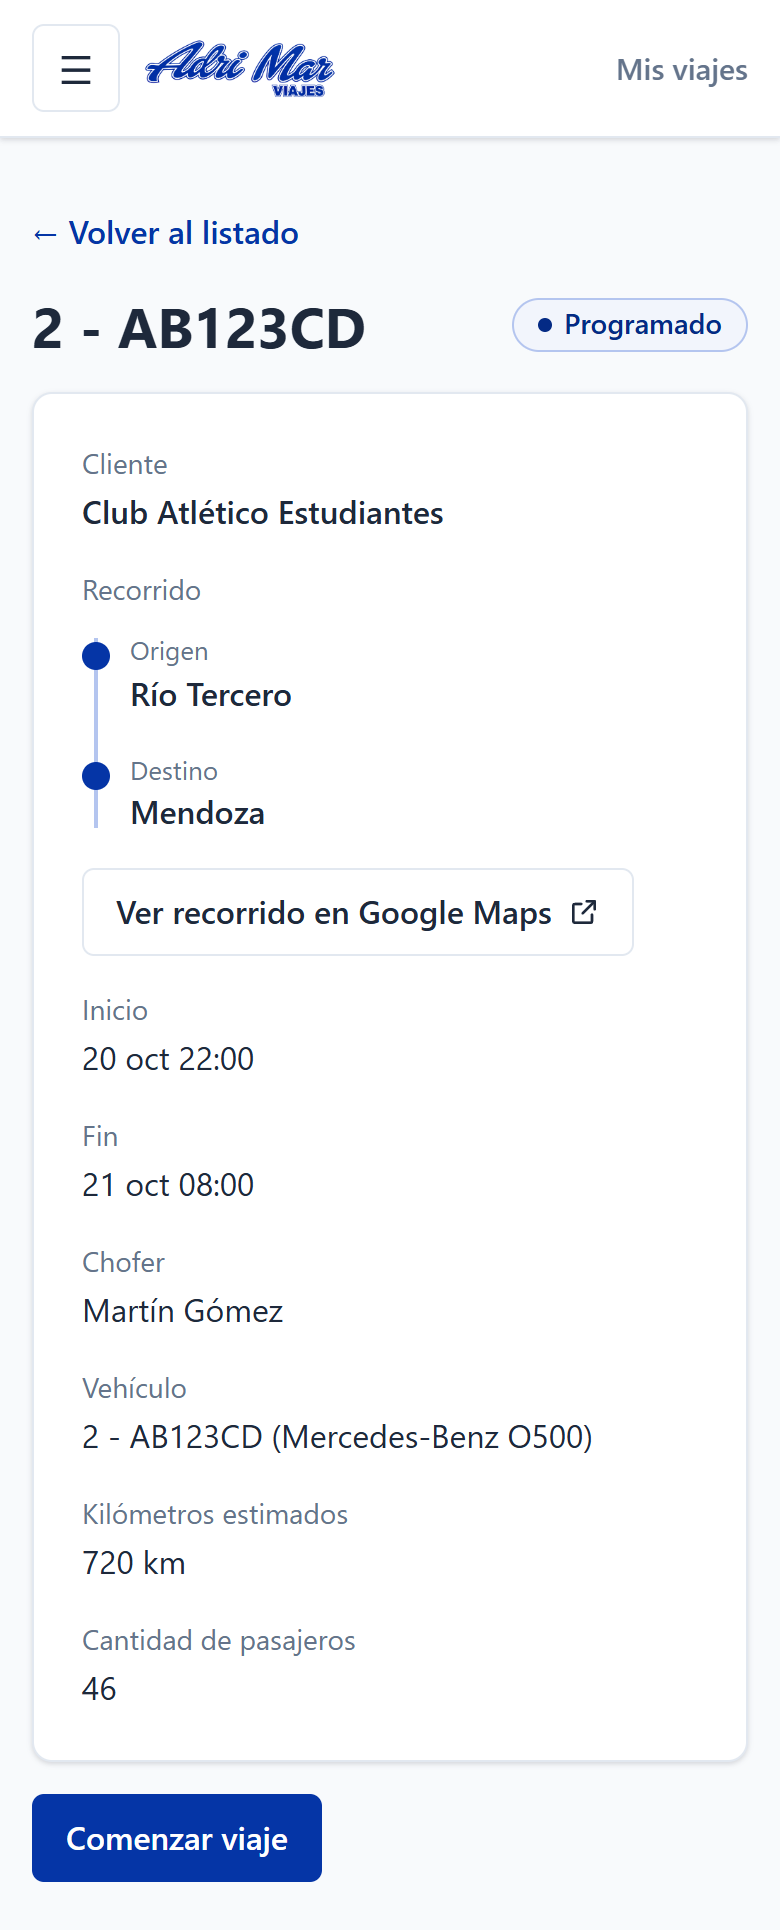 Adri Mar
VIAJES
Mis viajes
← Volver al listado
2 - AB123CD
Programado
Cliente
Club Atlético Estudiantes
Recorrido
Origen
Río Tercero
Destino
Mendoza
Ver recorrido en Google Maps
Inicio
20 oct 22:00
Fin
21 oct 08:00
Chofer
Martín Gómez
Vehículo
2 - AB123CD (Mercedes-Benz O500)
Kilómetros estimados
720 km
Cantidad de pasajeros
46
Comenzar viaje